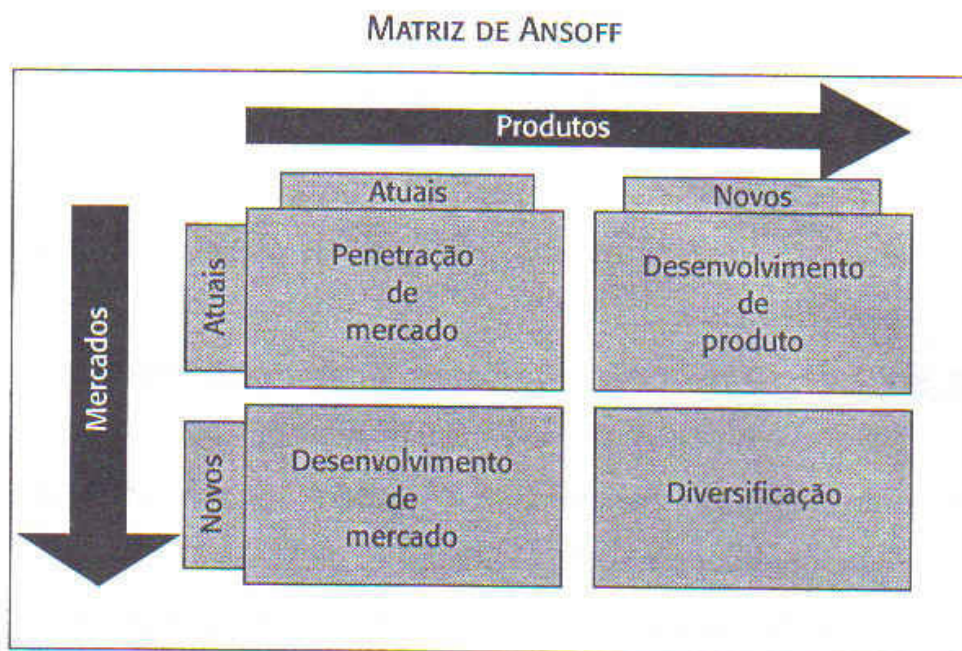 MATRIZ DE ANSOFF
Produtos
Atuais
Novos
Mercados
Atuais
Penetração
de
mercado
Desenvolvimento
de
produto
Novos
Desenvolvimento
de
mercado
Diversificação